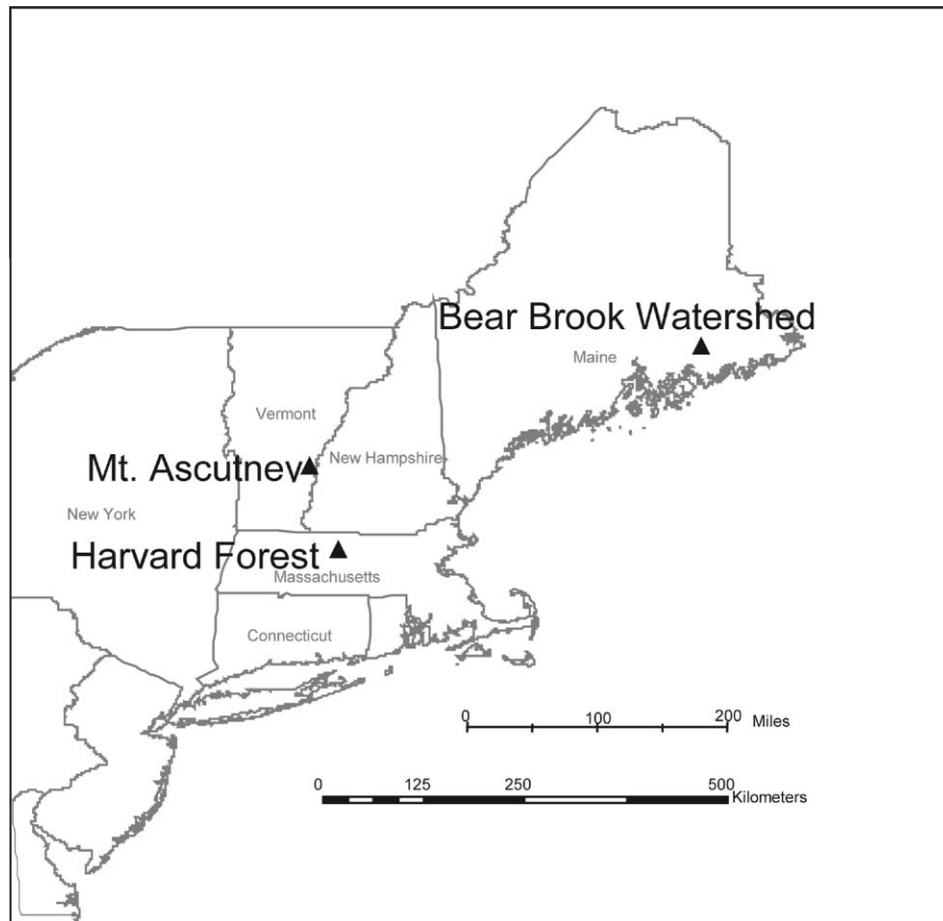 Bear Brook Watershed
Maine
Vermont
New Hampshire
Mt. Ascutney
New York
Harvard Forest
Massachusetts
Connecticut
0 100 200 Miles
0 125 250 500 Kilometers